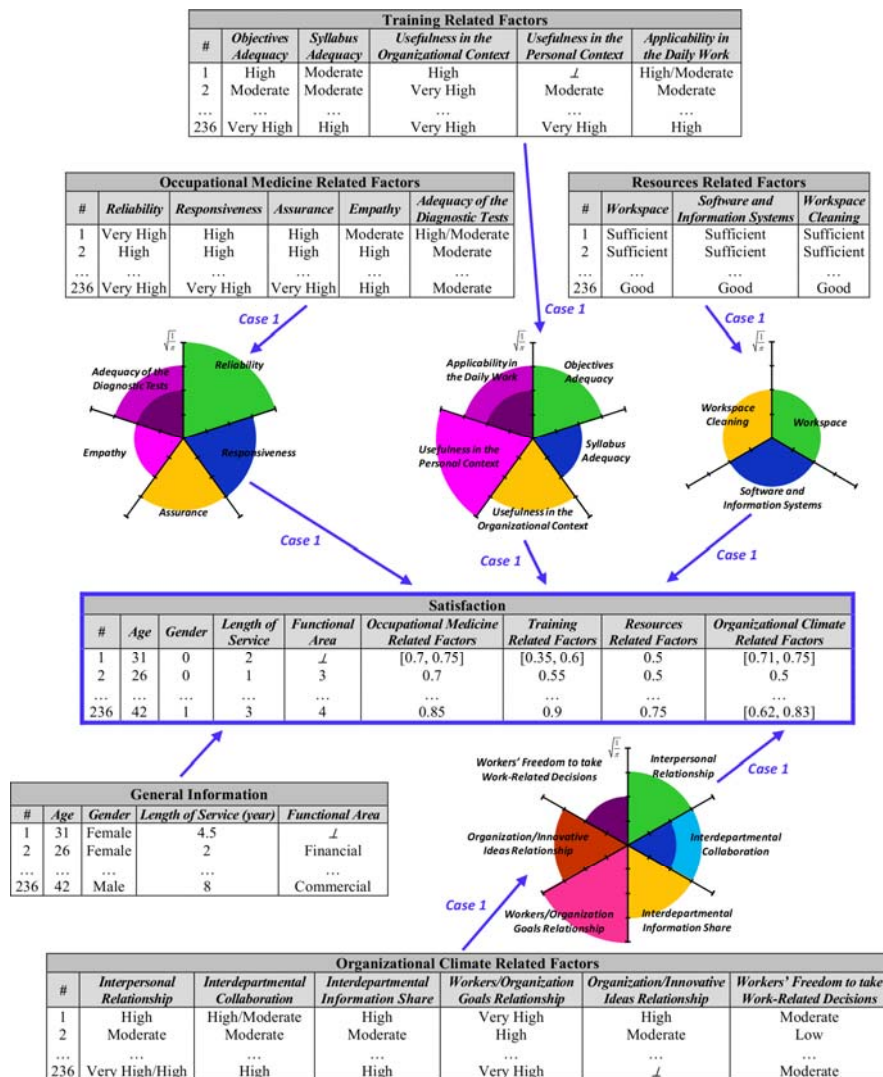 Training Related Factors
# Objectives Adequacy Syllabus Adequacy Usefulness in the Organizational Context Usefulness in the Personal Context Applicability in the Daily Work
1 High Moderate High ⊥ High/Moderate
2 Moderate Moderate Very High Moderate Moderate
… … … … … …
236 Very High High Very High Very High High
Occupational Medicine Related Factors
# Reliability Responsiveness Assurance Empathy Adequacy of the Diagnostic Tests
1 Very High High High Moderate High/Moderate
2 High High High High Moderate
… … … … … …
236 Very High Very High Very High High Moderate
Resources Related Factors
# Workspace Software and Information Systems Workspace Cleaning
1 Sufficient Sufficient Sufficient
2 Sufficient Sufficient Sufficient
… … … …
236 Good Good Good
Case 1
Case 1
Case 1
√1/π
Adequacy of the
Diagnostic Tests
Reliability
Empathy
Responsiveness
Assurance
√1/π
Applicability in
the Daily Work
Objectives
Adequacy
Usefulness in the
Personal Context
Syllabus
Adequacy
Usefulness in the
Organizational Context
√1/π
Workspace
Cleaning
Workspace
Software and
Information Systems
Case 1
Case 1
Case 1
Satisfaction
# Age Gender Length of Service Functional Area Occupational Medicine Related Factors Training Related Factors Resources Related Factors Organizational Climate Related Factors
1 31 0 2 ⊥ [0.7, 0.75] [0.35, 0.6] 0.5 [0.71, 0.75]
2 26 0 1 3 0.7 0.55 0.5 0.5
… … … … … … … … …
236 42 1 3 4 0.85 0.9 0.75 [0.62, 0.83]
General Information
# Age Gender Length of Service (year) Functional Area
1 31 Female 4.5 ⊥
2 26 Female 2 Financial
… … … … …
236 42 Male 8 Commercial
√1/π
Workers' Freedom to take
Work-Related Decisions
Interpersonal
Relationship
Case 1
Organization/Innovative
Ideas Relationship
Interdepartmental
Collaboration
Workers/Organization
Goals Relationship
Interdepartmental
Information Share
Case 1
Organizational Climate Related Factors
# Interpersonal Relationship Interdepartmental Collaboration Interdepartmental Information Share Workers/Organization Goals Relationship Organization/Innovative Ideas Relationship Workers' Freedom to take Work-Related Decisions
1 High High/Moderate High Very High High Moderate
2 Moderate Moderate Moderate High Moderate Low
… … … … … … …
236 Very High/High High High Very High ⊥ Moderate